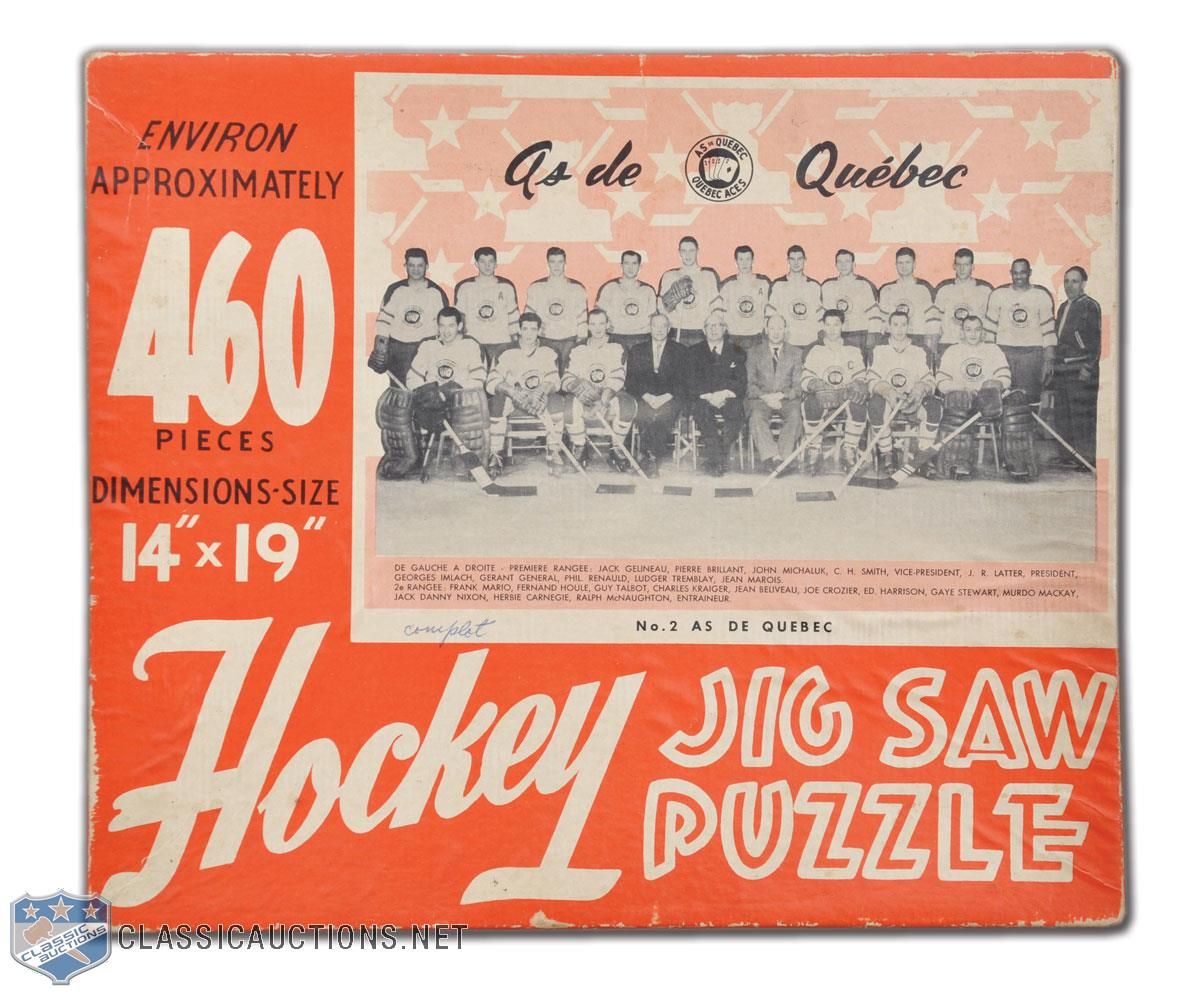 ENVIRON
APPROXIMATELY
460
PIECES
DIMENSIONS-SIZE
14" x 19"
As de Québec
AS DE QUEBEC
QUEBEC ACES
DE GAUCHE A DROITE - PREMIERE RANGEE: JACK GELINEAU, PIERRE BRILLANT, JOHN MICHALUK, C. H. SMITH, VICE-PRESIDENT, J. R. LATTER, PRESIDENT,
GEORGES IMLACH, GERANT GENERAL, PHIL. RENAULD, LUDGER TREMBLAY, JEAN MAROIS.
2e RANGEE: FRANK MARIO, FERNAND HOULE, GUY TALBOT, CHARLES KRAIGER, JEAN BELIVEAU, JOE CROZIER, ED. HARRISON, GAYE STEWART, MURDO MACKAY,
JACK DANNY NIXON, HERBIE CARNEGIE, RALPH McNAUGHTON, ENTRAINEUR.
complet
No.2 AS DE QUEBEC
Hockey JIG SAW
PUZZLE
CLASSIC
AUCTIONS
CLASSICAUCTIONS.NET